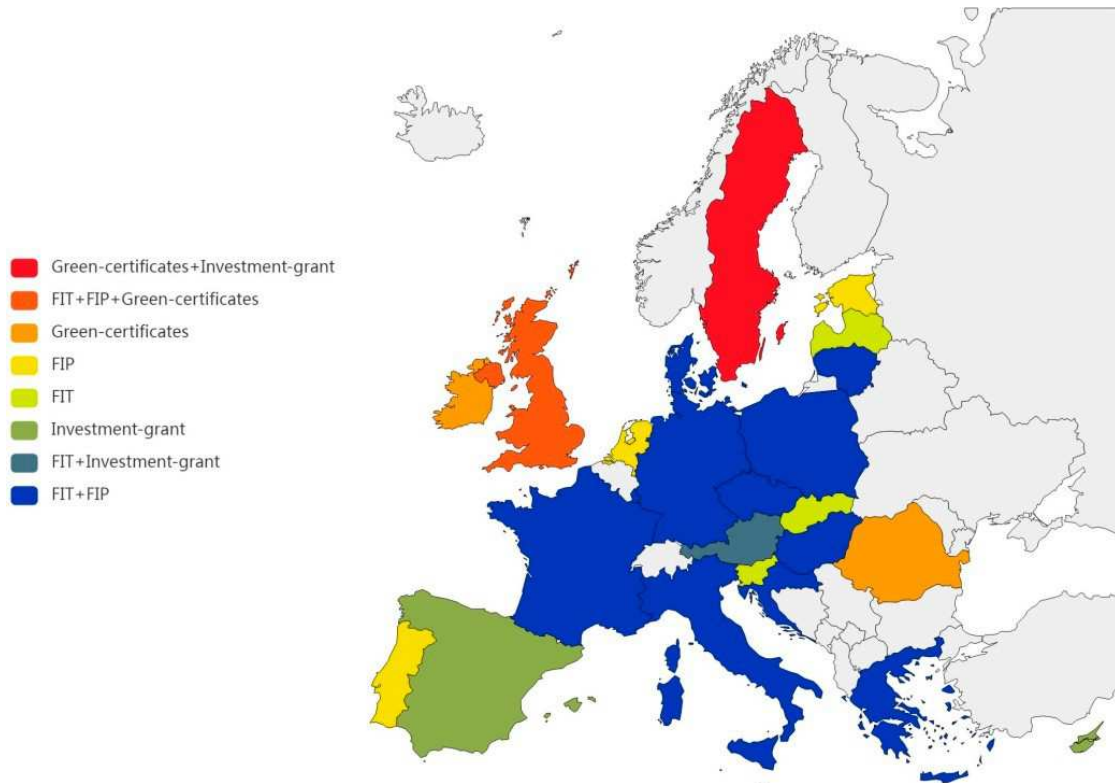 Green-certificates+Investment-grant
FIT+FIP+Green-certificates
Green-certificates
FIP
FIT
Investment-grant
FIT+Investment-grant
FIT+FIP